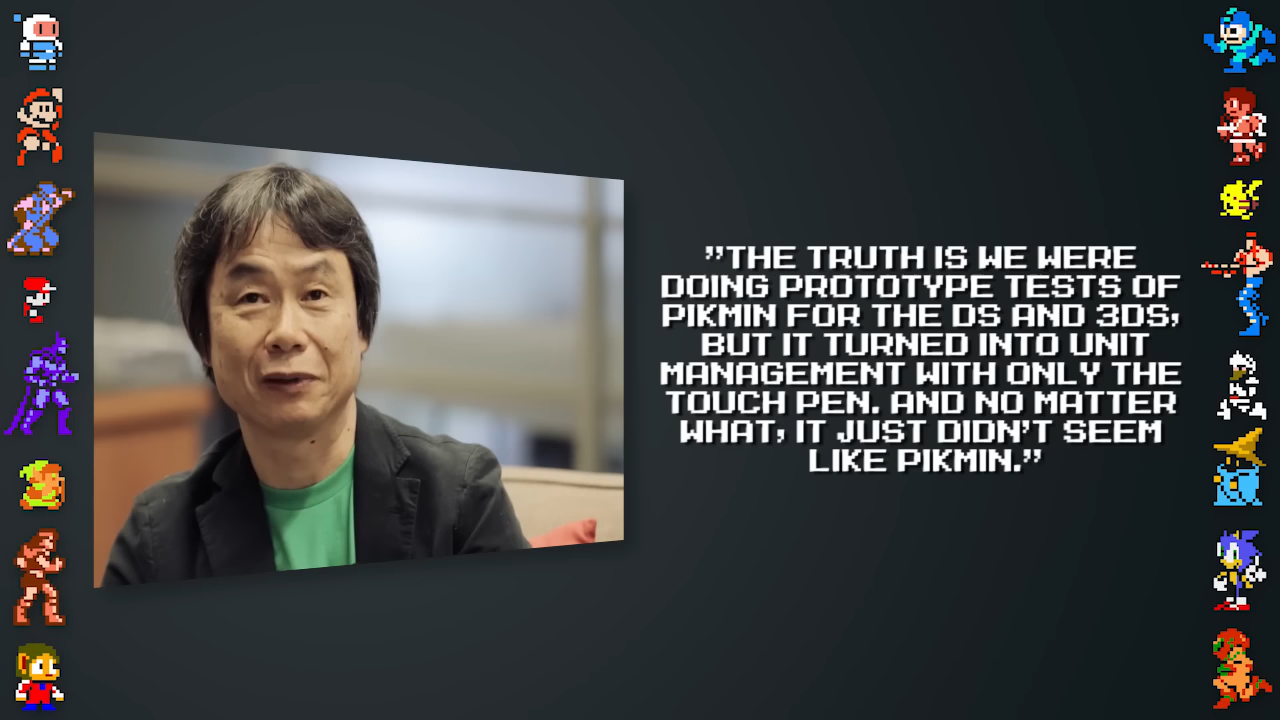 "THE TRUTH IS WE WERE
DOING PROTOTYPE TESTS OF
PIKMIN FOR THE DS AND 3DS,
BUT IT TURNED INTO UNIT
MANAGEMENT WITH ONLY THE
TOUCH PEN. AND NO MATTER
WHAT, IT JUST DIDN'T SEEM
LIKE PIKMIN."